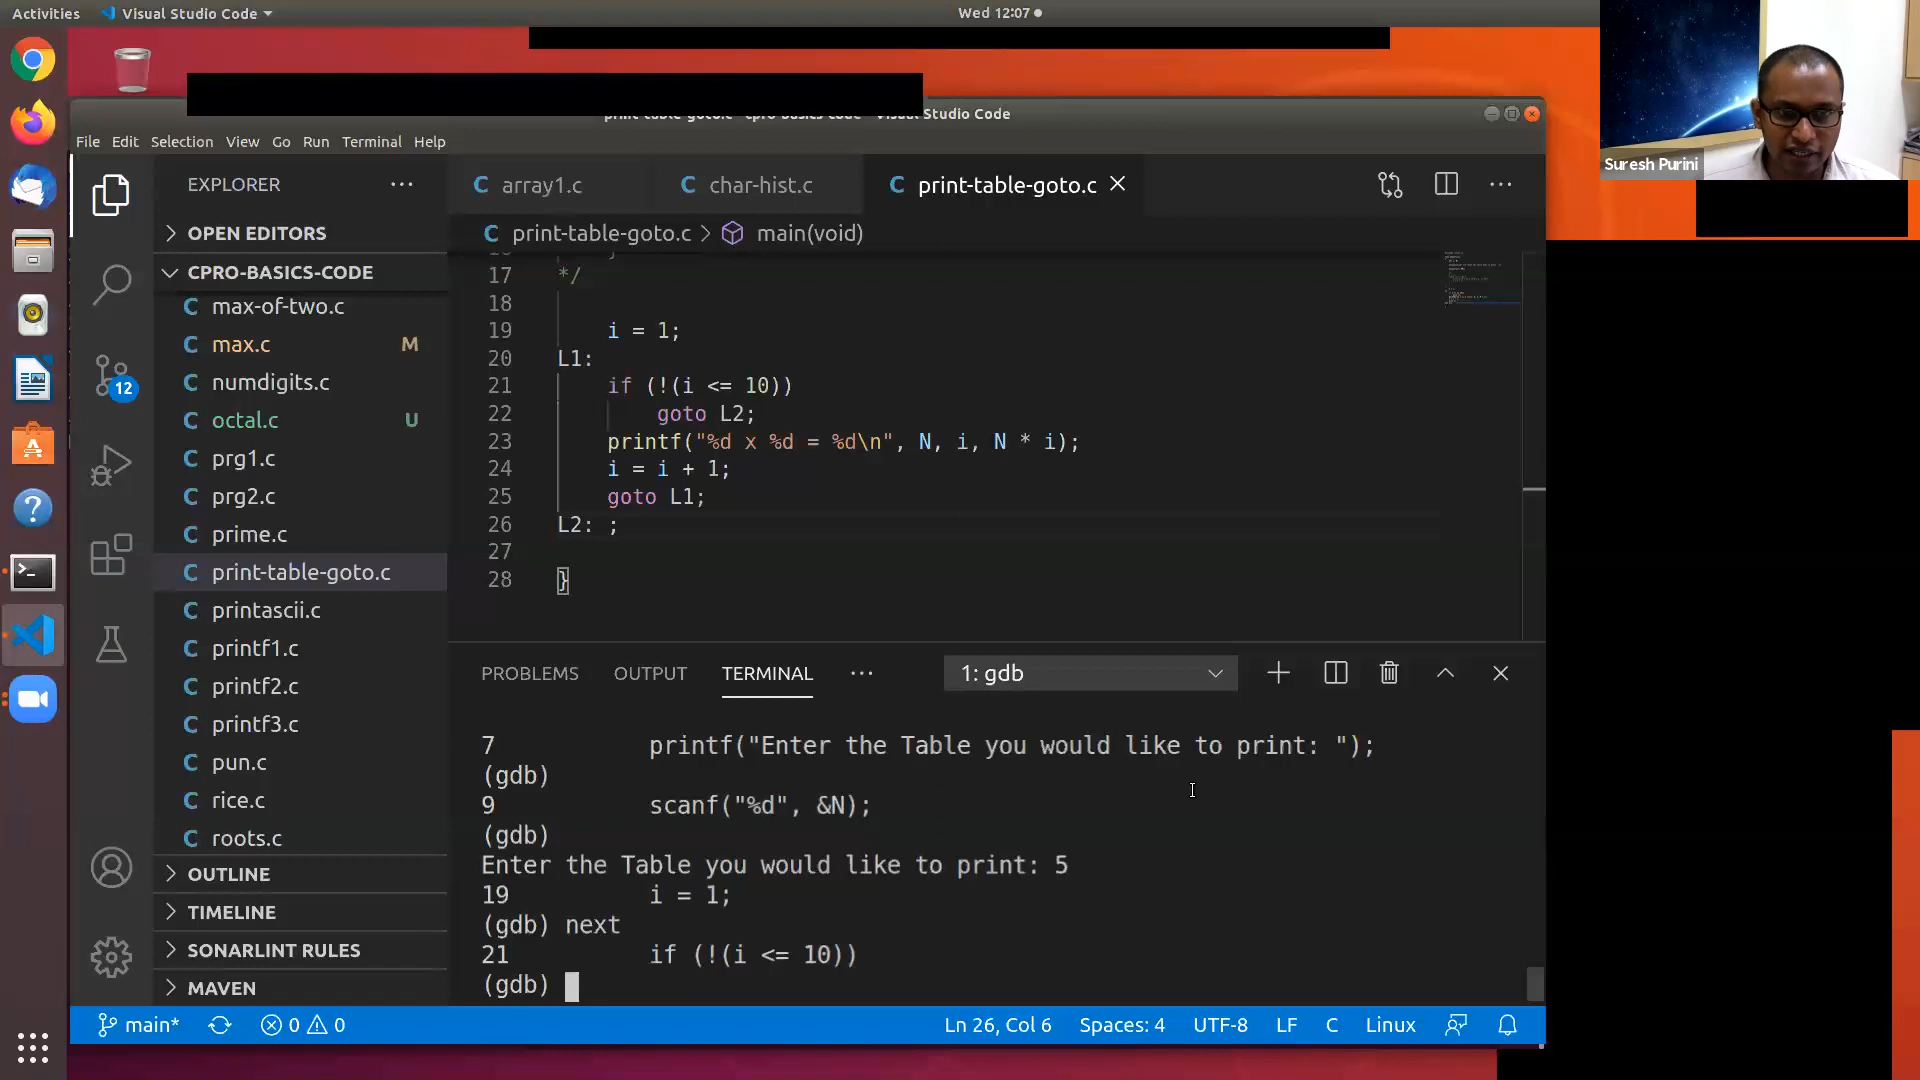 Activities
Visual Studio Code
Wed 12:07
Suresh Purini
print-table-goto.c - cpro-basics-code - Visual Studio Code
File Edit Selection View Go Run Terminal Help
EXPLORER
OPEN EDITORS
CPRO-BASICS-CODE
C max-of-two.c
C max.c M
C numdigits.c
C octal.c U
C prg1.c
C prg2.c
C prime.c
C print-table-goto.c
C printascii.c
C printf1.c
C printf2.c
C printf3.c
C pun.c
C rice.c
C roots.c
OUTLINE
TIMELINE
SONARLINT RULES
MAVEN
12
C array1.c
C char-hist.c
C print-table-goto.c
C print-table-goto.c > main(void)
17 */
18
19 i = 1;
20 L1:
21 if (!(i <= 10))
22 goto L2;
23 printf("%d x %d = %d\n", N, i, N * i);
24 i = i + 1;
25 goto L1;
26 L2: ;
27
28 }
PROBLEMS OUTPUT TERMINAL ··· 1: gdb
7 printf("Enter the Table you would like to print: ");
(gdb)
9 scanf("%d", &N);
(gdb)
Enter the Table you would like to print: 5
19 i = 1;
(gdb) next
21 if (!(i <= 10))
(gdb)
main* 0 0 Ln 26, Col 6 Spaces: 4 UTF-8 LF C Linux